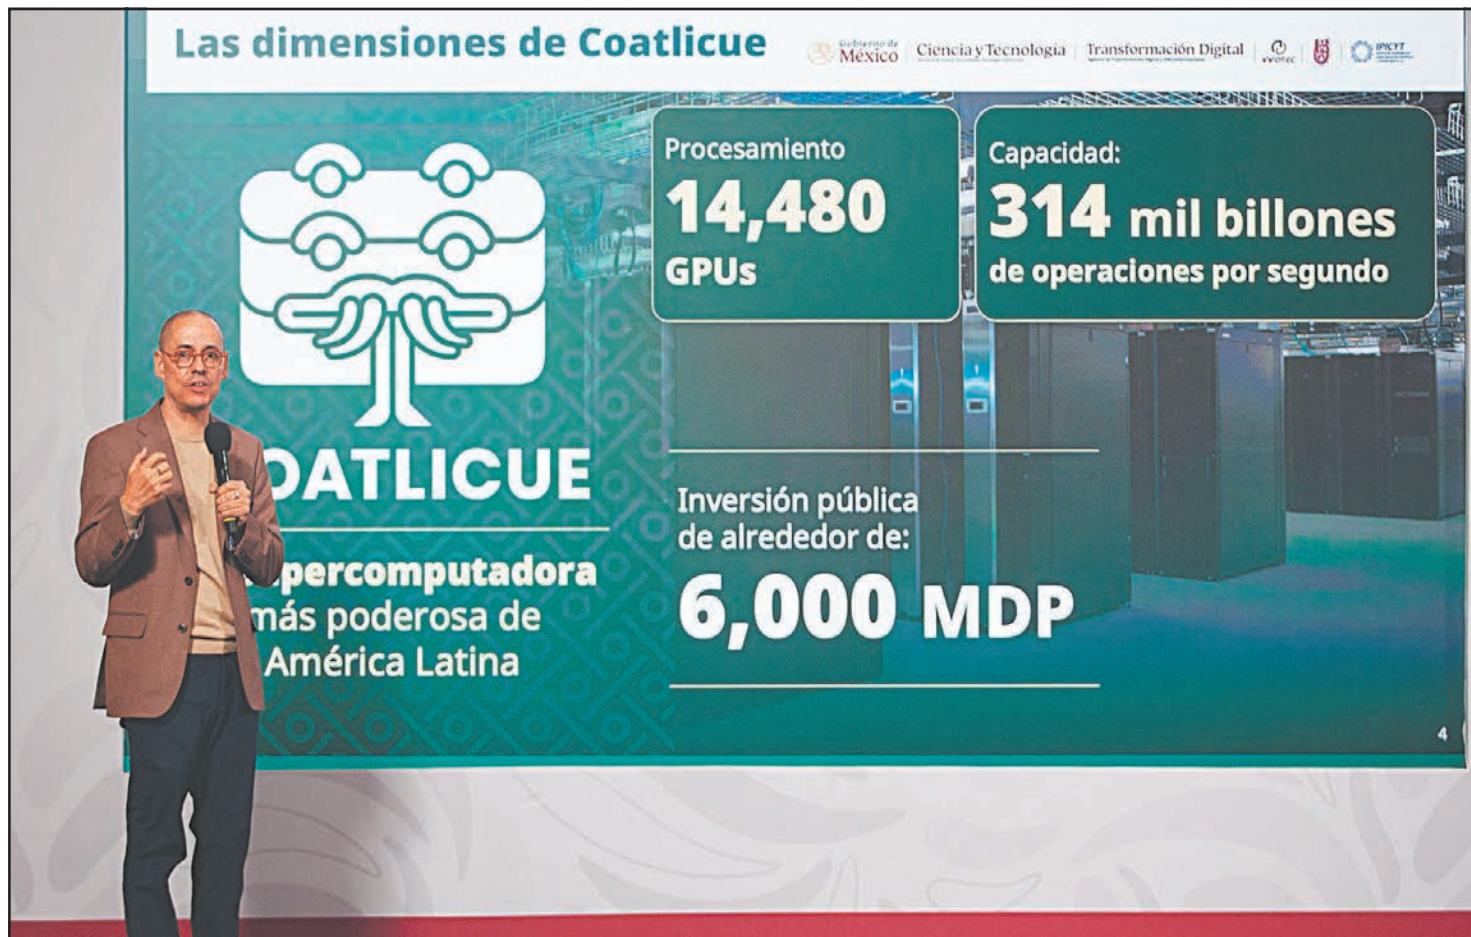 Las dimensiones de Coatlicue
Gobierno de
México
Ciencia y Tecnología
Transformación Digital
IPICYT
Procesamiento
14,480
GPUs
Capacidad:
314 mil billones
de operaciones por segundo
OATLICUE
percomputadora
más poderosa de
América Latina
Inversión pública
de alrededor de:
6,000 MDP
4